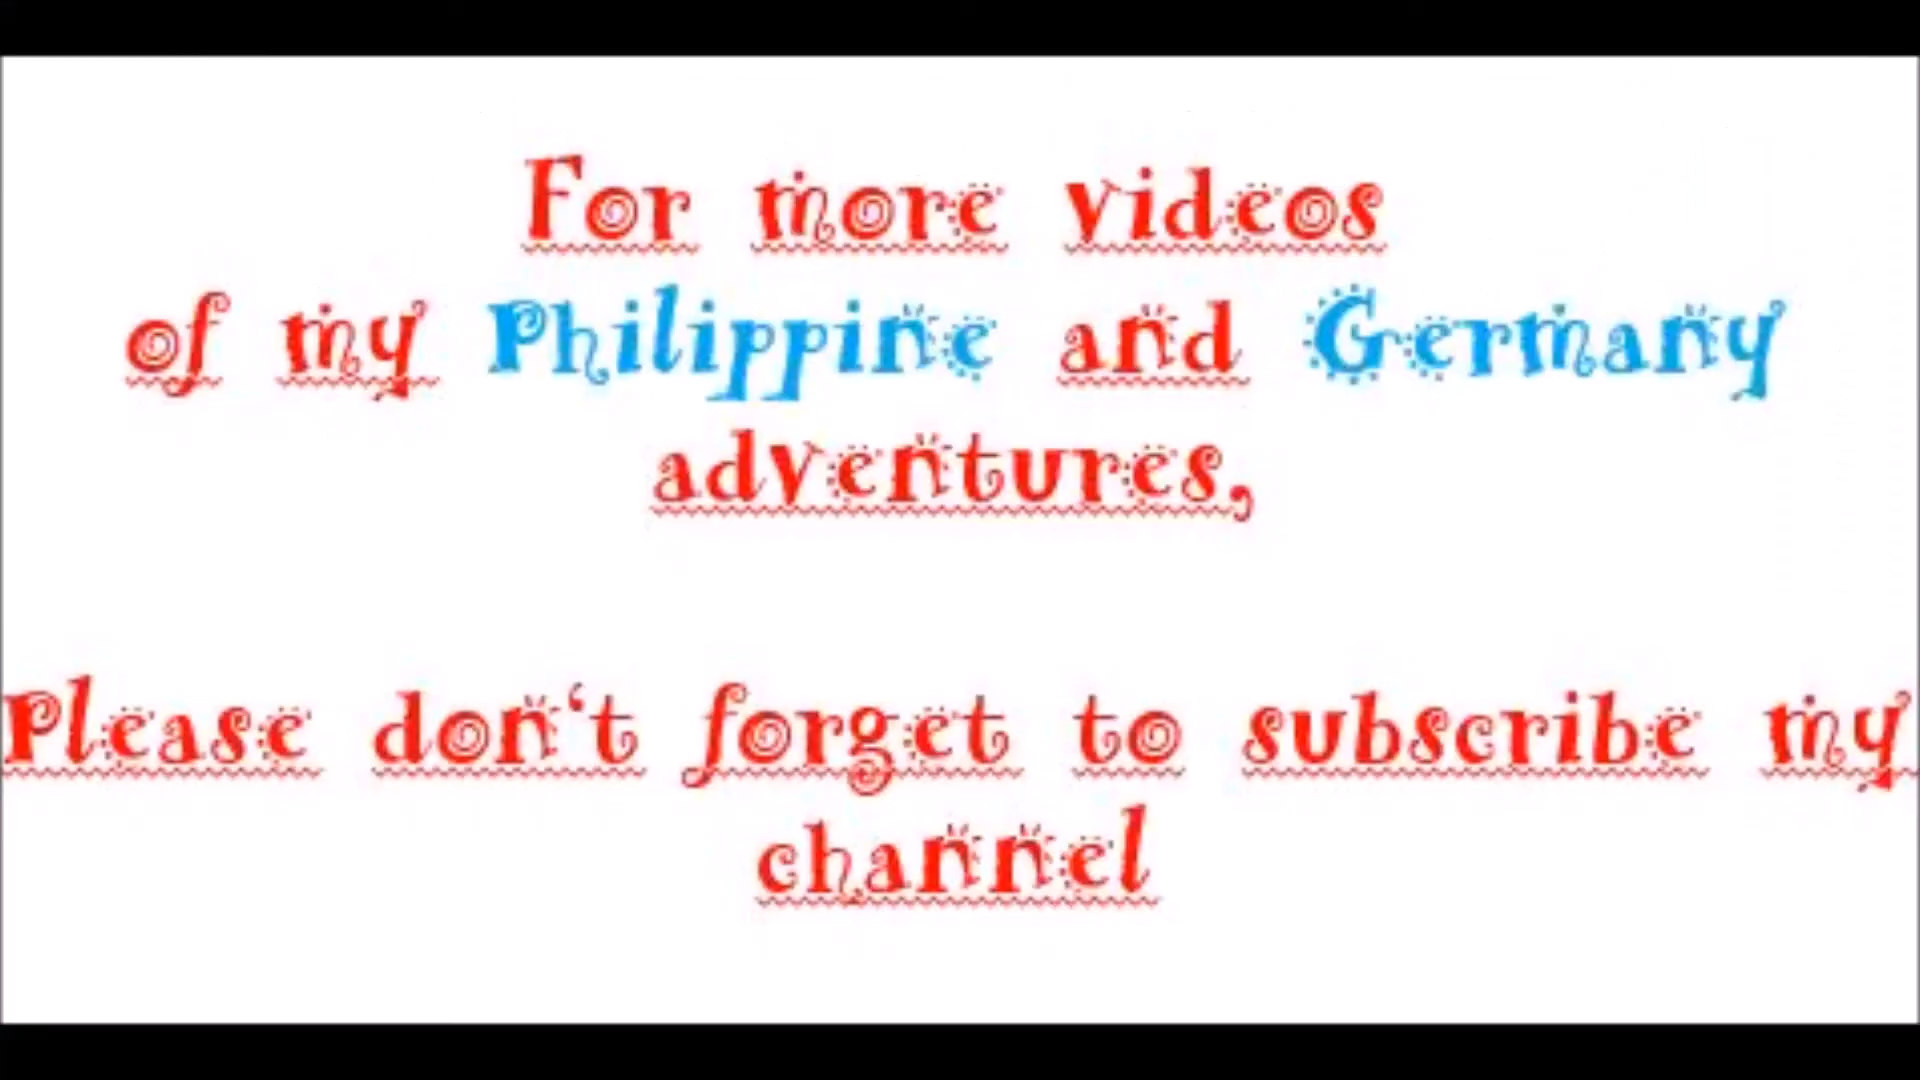 For more videos
of my Philippine and Germany
adventures,
Please don‘t forget to subscribe my
channel